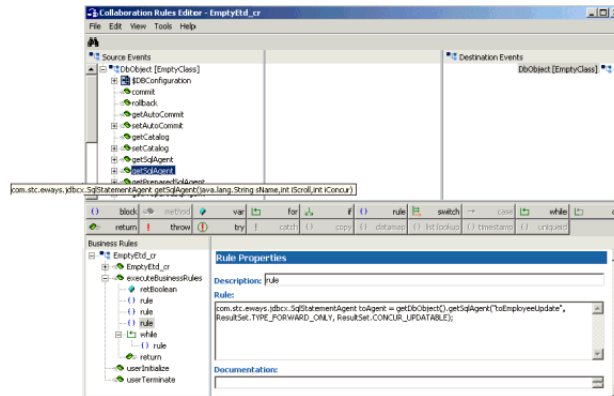 Collaboration Rules Editor - EmptyEtd_cr
File Edit View Tools Help
Source Events
Destination Events
DbObject [EmptyClass]
DbObject [EmptyClass]
$DBConfiguration
commit
rollback
getAutoCommit
setAutoCommit
getCatalog
setCatalog
getSqlAgent
getSqlAgent
getPreparedSqlAgent
com.stc.eways.jdbcx.SqlStatementAgent getSqlAgent(java.lang.String sName,int iScroll,int iConcur)
() block method var for if () rule switch case while
return ! throw try ! catch () copy () datamap () list lookup () timestamp () uniqueid
Business Rules
EmptyEtd_cr
EmptyEtd_cr
executeBusinessRules
retBoolean
() rule
() rule
() rule
while
() rule
return
userInitialize
userTerminate
Rule Properties
Description: rule
Rule:
com.stc.eways.jdbcx.SqlStatementAgent toAgent = getDbObject().getSqlAgent("toEmployeeUpdate",
ResultSet.TYPE_FORWARD_ONLY, ResultSet.CONCUR_UPDATABLE);
Documentation: